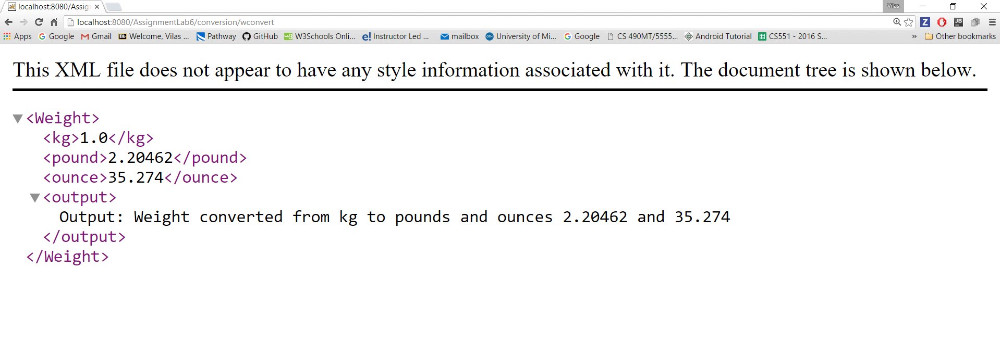 localhost:8080/Assig
Vilas
localhost:8080/AssignmentLab6/conversion/wconvert
Apps Google Gmail Bb Welcome, Vilas ... Pathway GitHub W3Schools Onli... e! Instructor Led ... mailbox University of Mi... Google CS 490MT/5555... Android Tutorial CS551 - 2016 S... » Other bookmarks
This XML file does not appear to have any style information associated with it. The document tree is shown below.
<Weight>
<kg>1.0</kg>
<pound>2.20462</pound>
<ounce>35.274</ounce>
<output>
Output: Weight converted from kg to pounds and ounces 2.20462 and 35.274
</output>
</Weight>